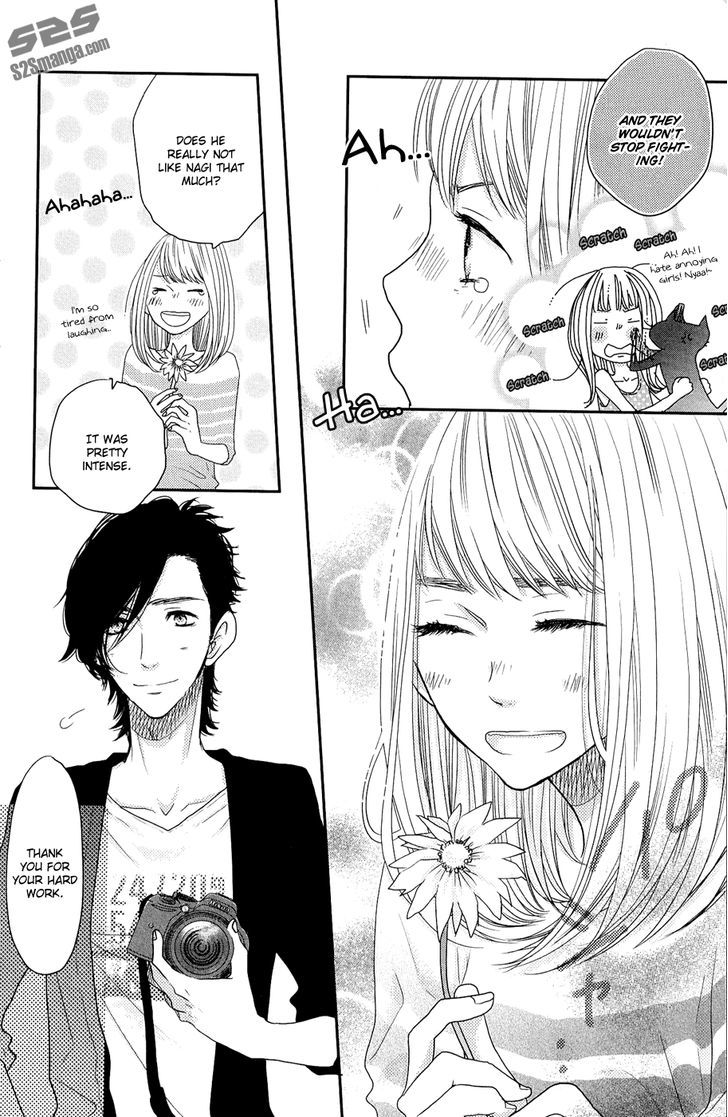 S2S
S2Smanga.com
AND THEY
WOULDN'T
STOP FIGHT-
ING!
Ah...
Scratch
Scratch
Ah! Ah! I
hate annoying
girls! Nyaa!
Scratch
Scratch
Scratch
Scratch
Ha...
DOES HE
REALLY NOT
LIKE NAGI THAT
MUCH?
Ahahaha...
I'm so
tired from
laughing..
IT WAS
PRETTY
INTENSE.
THANK
YOU FOR
YOUR HARD
WORK.